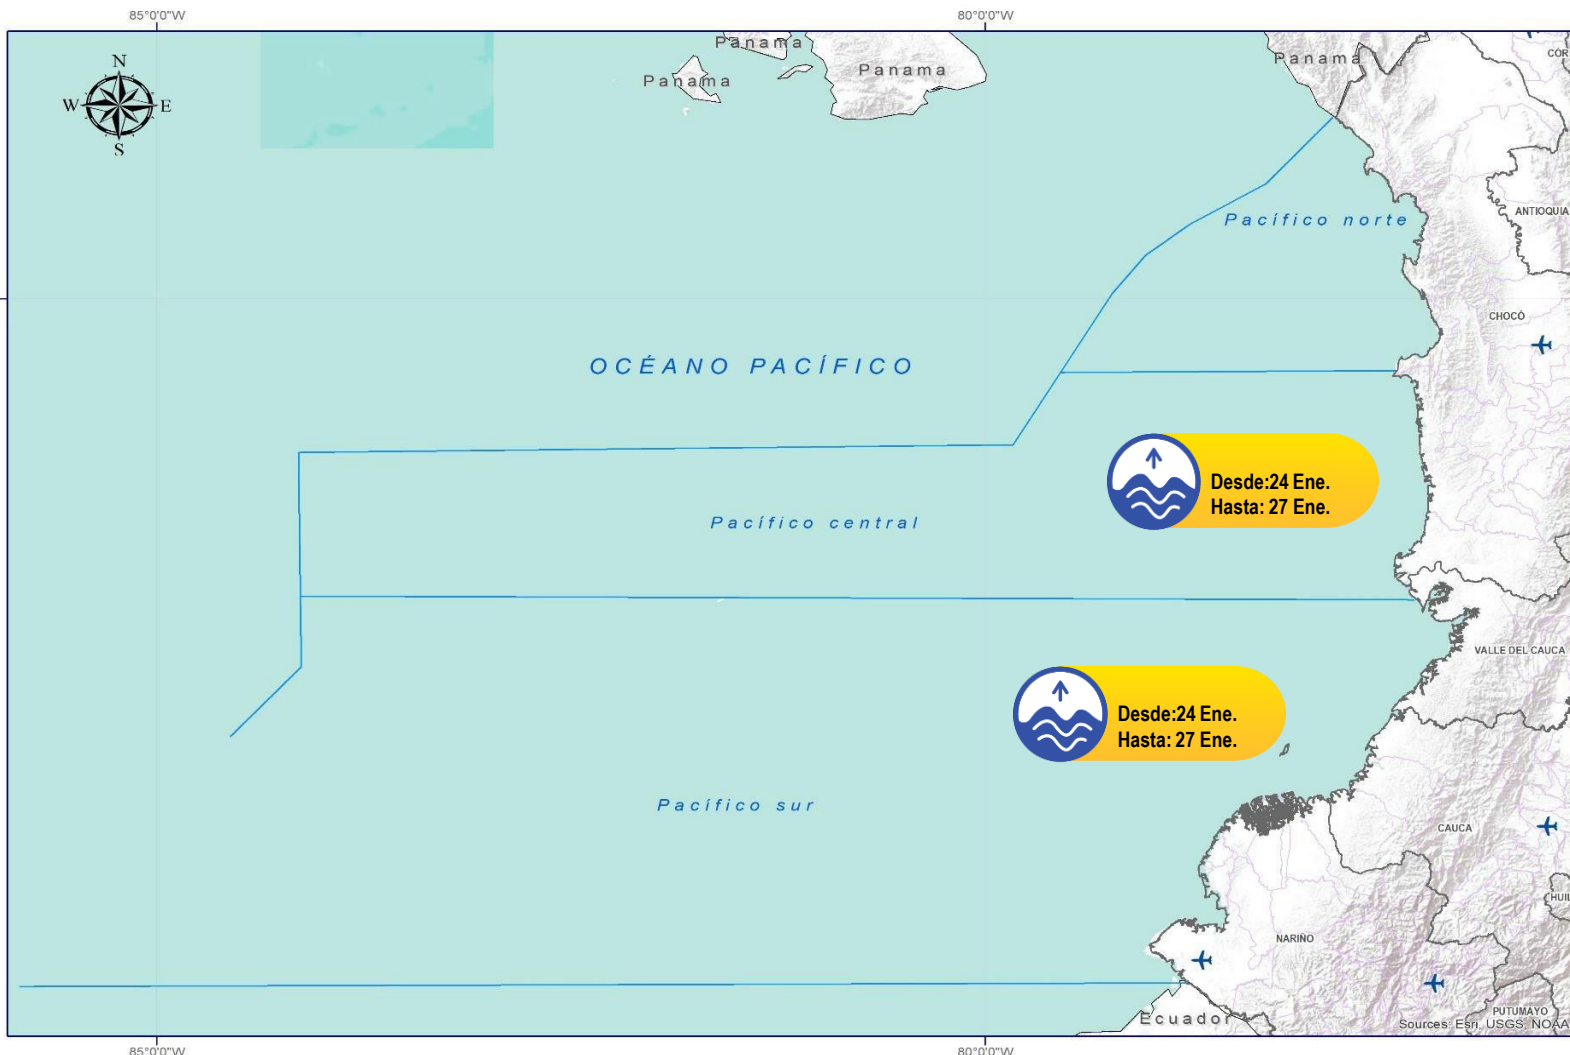 85°0'0"W
80°0'0"W
N
W
E
S
Panama
Panama
Panama
Panama
CÓR
ANTIOQUIA
Pacífico norte
CHOCÓ
OCÉANO PACÍFICO
Desde:24 Ene.
Hasta: 27 Ene.
Pacífico central
VALLE DEL CAUCA
Desde:24 Ene.
Hasta: 27 Ene.
Pacífico sur
CAUCA
HUIL
NARIÑO
PUTUMAYO
Ecuador
Sources: Esri, USGS, NOAA
85°0'0"W
80°0'0"W